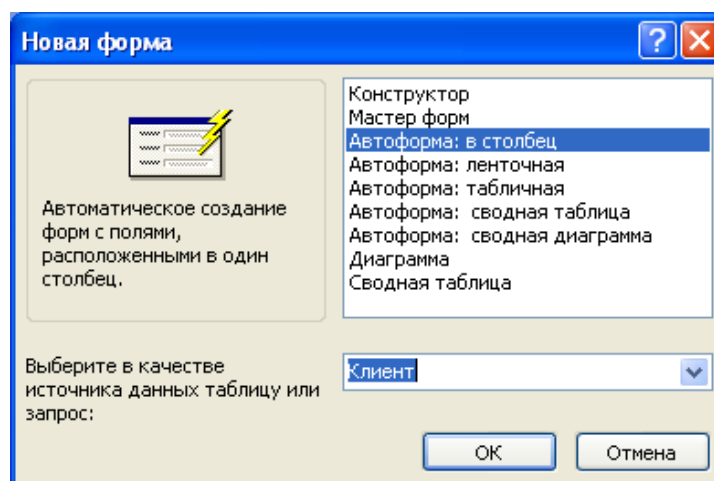 Новая форма
Конструктор
Мастер форм
Автоформа: в столбец
Автоформа: ленточная
Автоформа: табличная
Автоформа: сводная таблица
Автоформа: сводная диаграмма
Диаграмма
Сводная таблица
Автоматическое создание
форм с полями,
расположенными в один
столбец.
Выберите в качестве
источника данных таблицу или
запрос:
Клиент
ОК
Отмена